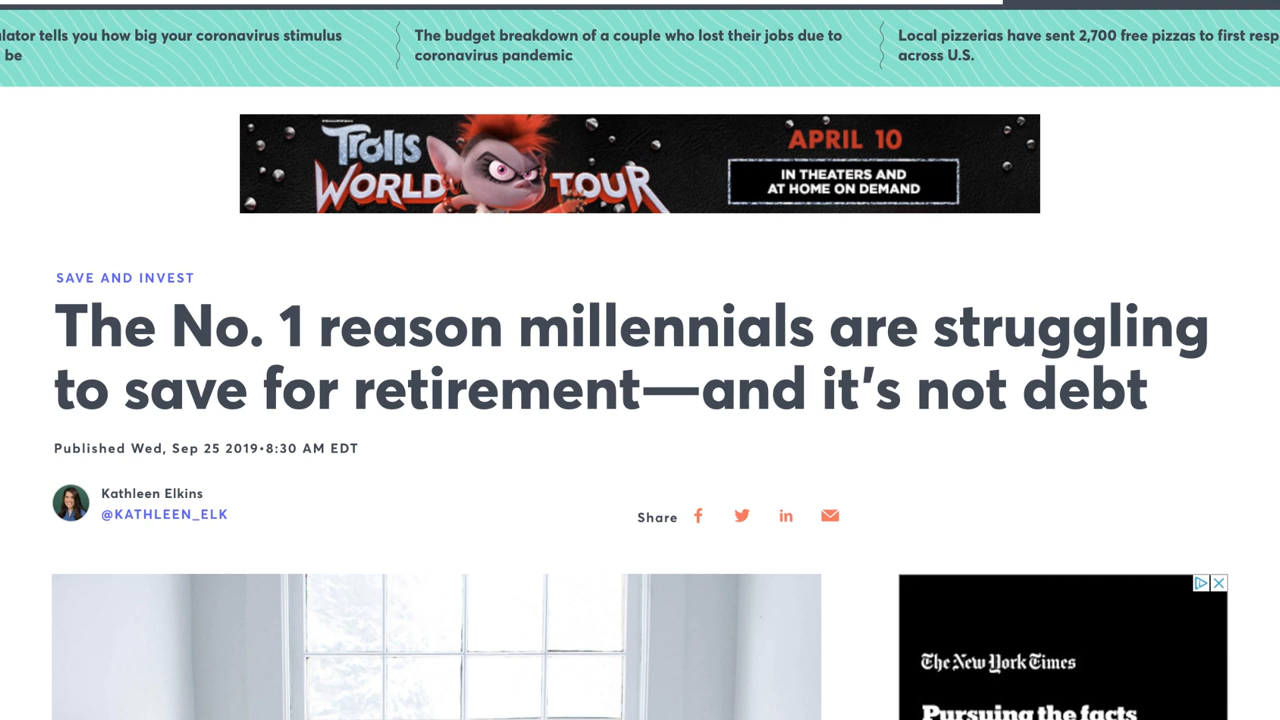 tells you how big your coronavirus stimulus
be
The budget breakdown of a couple who lost their jobs due to
coronavirus pandemic
Local pizzerias have sent 2,700 free pizzas to first
across U.S.
Trolls
WORLD TOUR
APRIL 10
IN THEATERS AND
AT HOME ON DEMAND
SAVE AND INVEST
The No. 1 reason millennials are struggling
to save for retirement—and it's not debt
Published Wed, Sep 25 2019•8:30 AM EDT
Kathleen Elkins
@KATHLEEN_ELK
Share
The New York Times
Pursuing the facts